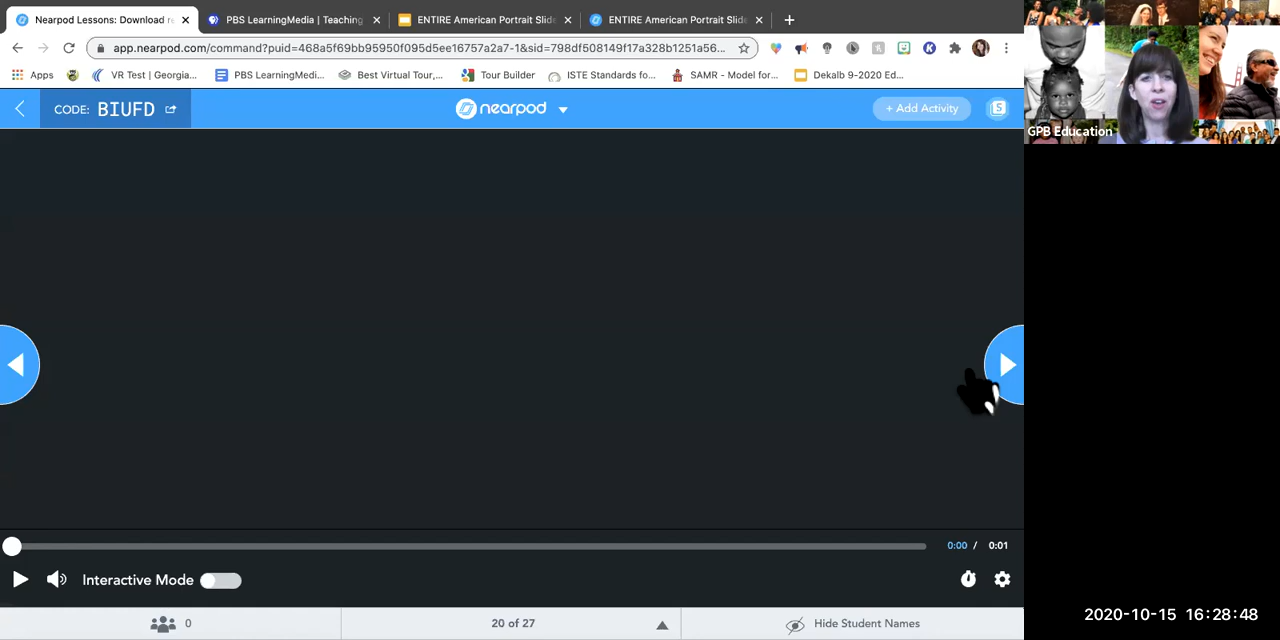 Nearpod Lessons: Download re
PBS LearningMedia | Teaching
ENTIRE American Portrait Slide
ENTIRE American Portrait Slide
app.nearpod.com/command?puid=468a5f69bb95950f095d5ee16757a2a7-1&sid=798df508149f17a328b1251a56...
Apps
VR Test | Georgia...
PBS LearningMedi...
Best Virtual Tour,...
Tour Builder
ISTE Standards fo...
SAMR - Model for...
Dekalb 9-2020 Ed...
CODE: BIUFD
nearpod
+ Add Activity
GPB Education
0:00 / 0:01
Interactive Mode
0
20 of 27
Hide Student Names
2020-10-15 16:28:48